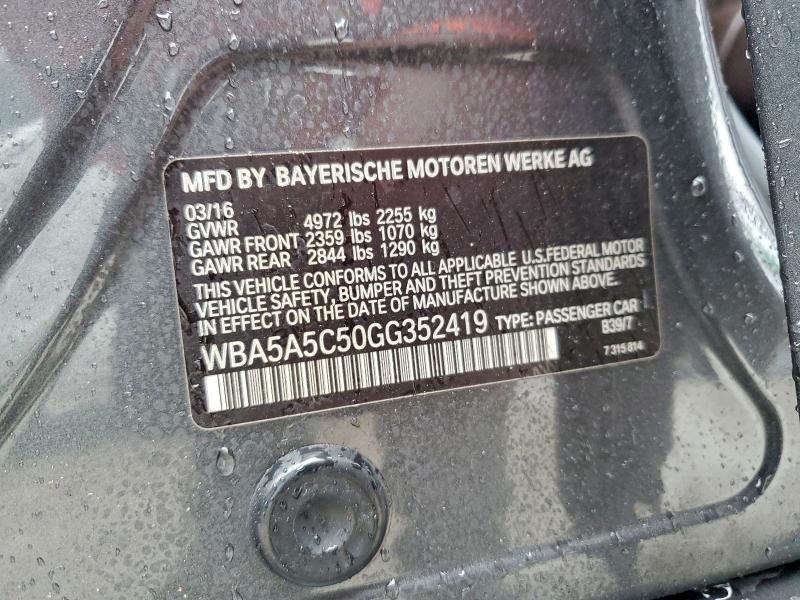 MFD BY BAYERISCHE MOTOREN WERKE AG
03/16
GVWR 4972 lbs 2255 kg
GAWR FRONT 2359 lbs 1070 kg
GAWR REAR 2844 lbs 1290 kg
THIS VEHICLE CONFORMS TO ALL APPLICABLE U.S.FEDERAL MOTOR
VEHICLE SAFETY, BUMPER AND THEFT PREVENTION STANDARDS
IN EFFECT ON THE DATE OF MANUFACTURE SHOWN ABOVE.
WBA5A5C50GG352419 TYPE: PASSENGER CAR
B39/7
7 315 814